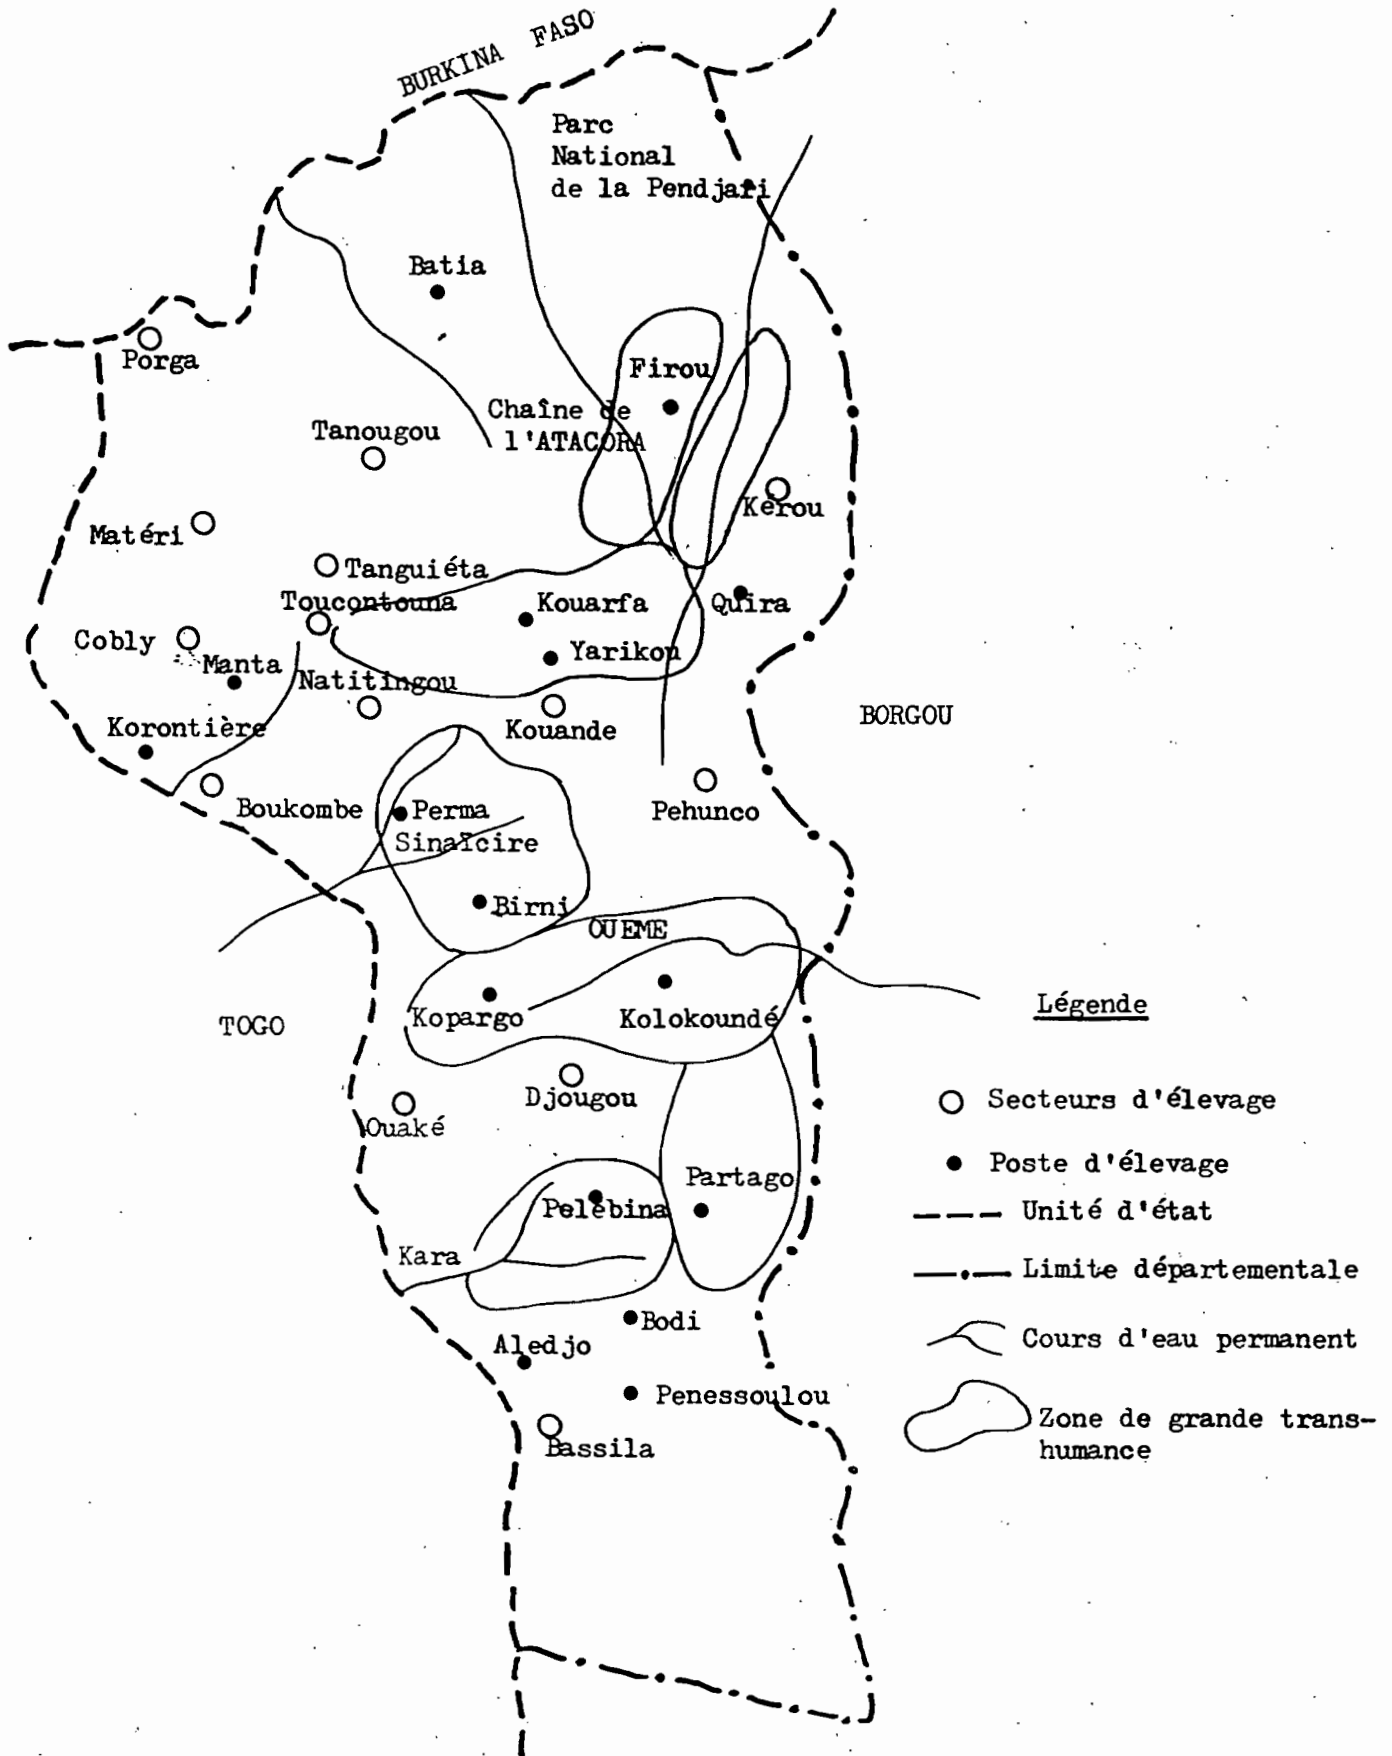 BURKINA FASO
Parc
National
de la Pendjari
Batia
Porga
Firou
Chaîne de
l'ATACORA
Tanougou
Kérou
Matéri
Tanguiéta
Toucontouna
Kouarfa
Quira
Cobly
Yarikou
Manta
Natitingou
Korontière
Kouande
BORGOU
Boukombe
Perma
Pehunco
Sinaïcire
Birni
OUEME
Kopargo
Kolokoundé
TOGO
Légende
Djougou
Secteurs d'élevage
Ouaké
Poste d'élevage
Partago
Pelébina
Unité d'état
Kara
Limite départementale
Bodi
Aledjo
Cours d'eau permanent
Penessoulou
Zone de grande trans-
humance
Bassila